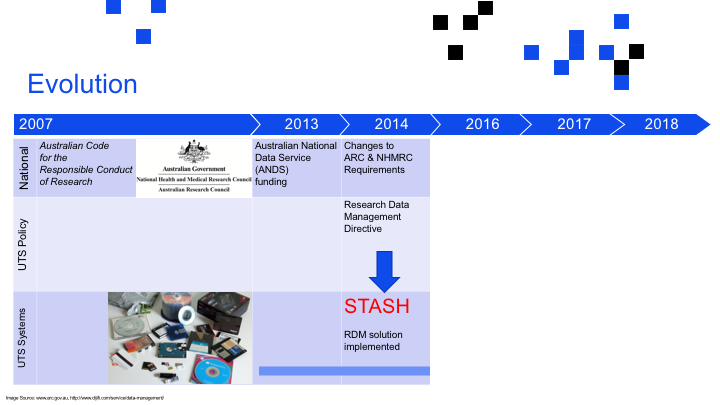 Evolution
2007
2013
2014
2016
2017
2018
National
Australian Code
for the
Responsible Conduct
of Research
Australian Government
National Health and Medical Research Council
Australian Research Council
Australian National
Data Service
(ANDS)
funding
Changes to
ARC & NHMRC
Requirements
UTS Policy
Research Data
Management
Directive
UTS Systems
STASH
RDM solution
implemented
Image Source: www.arc.gov.au, http://www.djlifi.com/service/data-management/